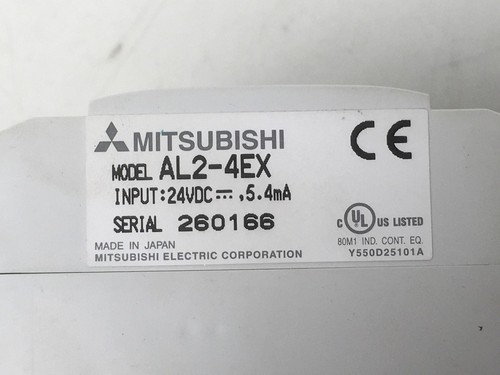 MITSUBISHI
CE
MODEL AL2-4EX
INPUT:24VDC⎓,5.4mA
SERIAL 260166
C UL US LISTED
MADE IN JAPAN
80M1 IND. CONT. EQ.
MITSUBISHI ELECTRIC CORPORATION
Y550D25101A